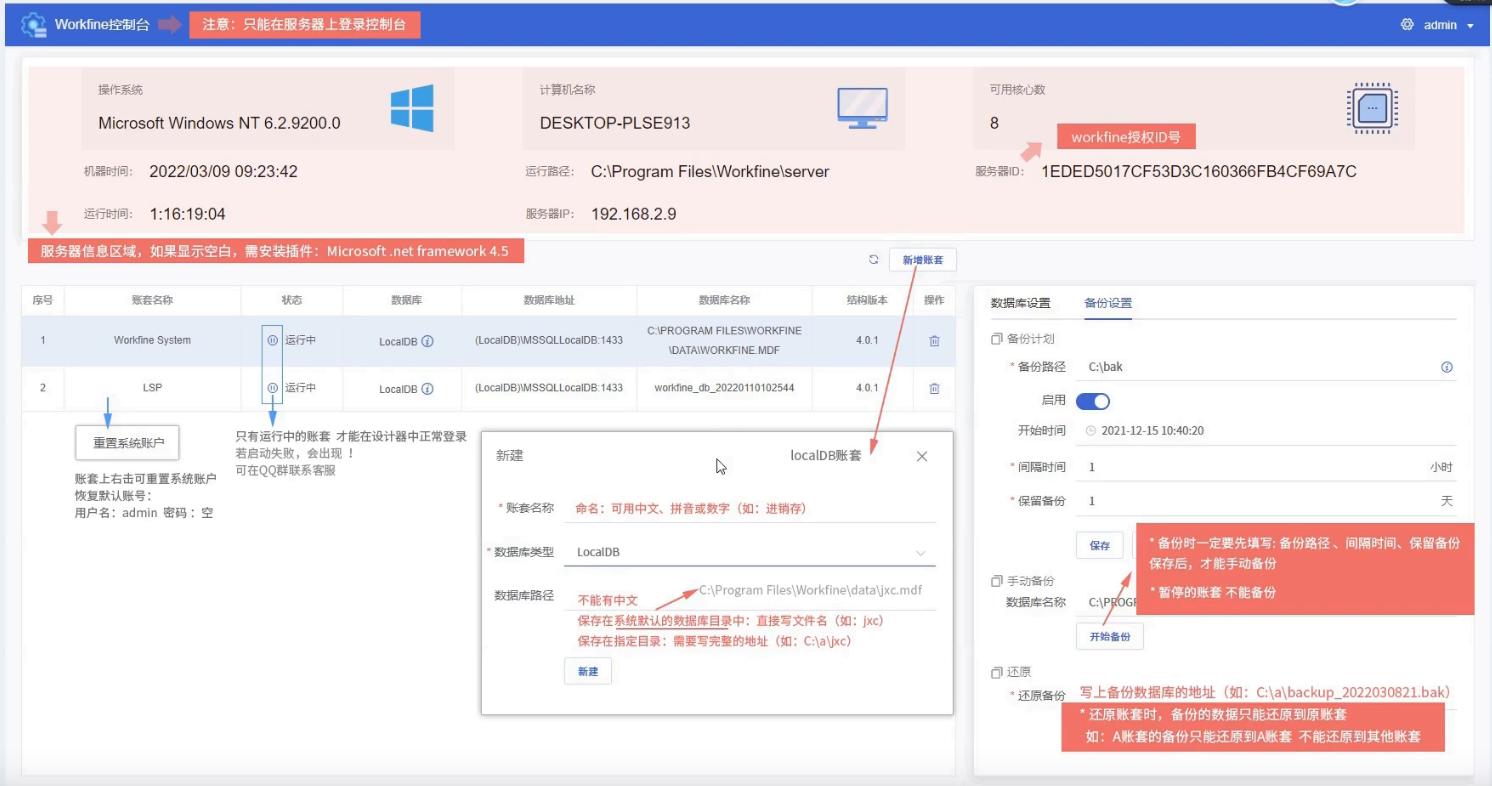 Workfine控制台
注意：只能在服务器上登录控制台
admin
操作系统
Microsoft Windows NT 6.2.9200.0
计算机名称
DESKTOP-PLSE913
可用核心数
8
workfine授权ID号
机器时间： 2022/03/09 09:23:42
运行路径： C:\Program Files\Workfine\server
服务器ID： 1EDED5017CF53D3C160366FB4CF69A7C
运行时间： 1:16:19:04
服务器IP： 192.168.2.9
服务器信息区域，如果显示空白，需安装插件：Microsoft .net framework 4.5
新增账套
序号 账套名称 状态 数据库 数据库地址 数据库名称 结构版本 操作
1 Workfine System 运行中 LocalDB (LocalDB)\MSSQLLocalDB:1433 C:\PROGRAM FILES\WORKFINE
\DATA\WORKFINE.MDF 4.0.1
2 LSP 运行中 LocalDB (LocalDB)\MSSQLLocalDB:1433 workfine_db_20220110102544 4.0.1
重置系统账户
账套上右击可重置系统账户
恢复默认账号：
用户名：admin 密码：空
只有运行中的账套 才能在设计器中正常登录
若启动失败，会出现 ！
可在QQ群联系客服
新建
localDB账套
* 账套名称 命名：可用中文、拼音或数字（如：进销存）
* 数据库类型 LocalDB
数据库路径 C:\Program Files\Workfine\data\jxc.mdf
不能有中文
保存在系统默认的数据库目录中：直接写文件名（如：jxc）
保存在指定目录：需要写完整的地址（如：C:\a\jxc）
新建
数据库设置 备份设置
备份计划
* 备份路径 C:\bak
启用
开始时间 2021-12-15 10:40:20
* 间隔时间 1 小时
* 保留备份 1 天
保存
* 备份时一定要先填写: 备份路径 、间隔时间、保留备份
保存后，才能手动备份
* 暂停的账套 不能备份
手动备份
数据库名称 C:\PROGR
开始备份
还原
* 还原备份 写上备份数据库的地址（如：C:\a\backup_2022030821.bak）
* 还原账套时，备份的数据只能还原到原账套
如：A账套的备份只能还原到A账套 不能还原到其他账套